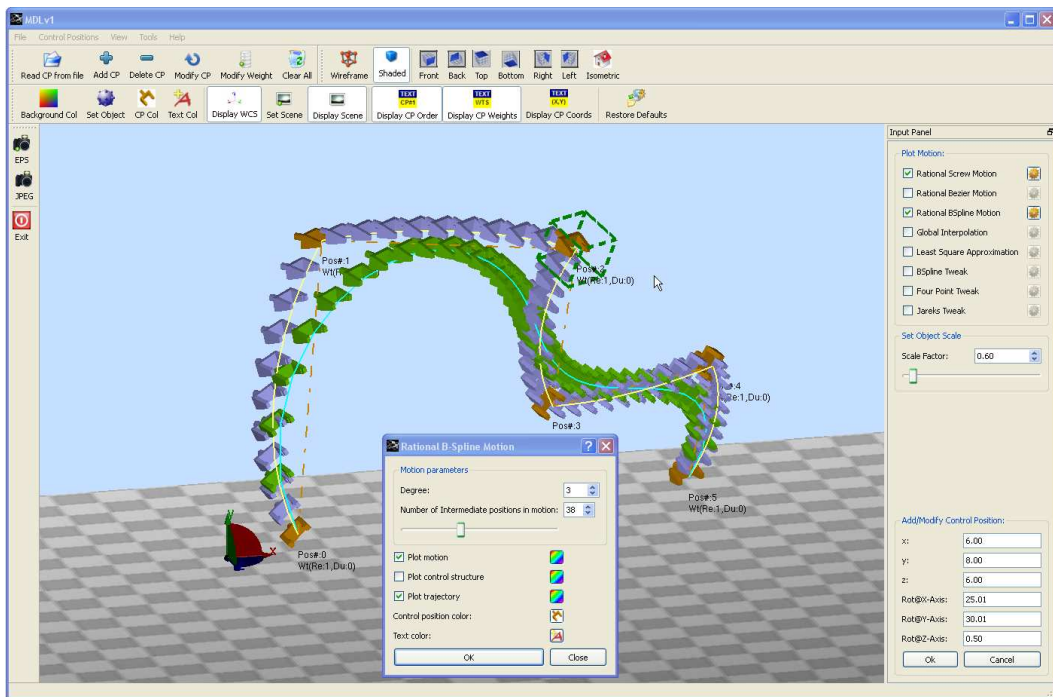 MDLv1
File Control Positions View Tools Help
Read CP from file Add CP Delete CP Modify CP Modify Weight Clear All Wireframe Shaded Front Back Top Bottom Right Left Isometric
TEXT CP#1 TEXT WT$ TEXT (X,Y)
Background Col Set Object CP Col Text Col Display WCS Set Scene Display Scene Display CP Order Display CP Weights Display CP Coords Restore Defaults
EPS
JPEG
Exit
Pos#:1
Wt(Re:1,Du:0)
Wt(Re:1,Du:0)
Pos#:3
Pos#:5
Wt(Re:1,Du:0)
Pos#:0
Wt(Re:1,Du:0)
Rational B-Spline Motion
Motion parameters
Degree: 3
Number of Intermediate positions in motion: 38
Plot motion
Plot control structure
Plot trajectory
Control position color:
Text color:
OK Close
Input Panel
Plot Motion:
Rational Screw Motion
Rational Bezier Motion
Rational BSpline Motion
Global Interpolation
Least Square Approximation
BSpline Tweak
Four Point Tweak
Jareks Tweak
Set Object Scale
Scale Factor: 0.60
Add/Modify Control Position:
x: 6.00
y: 8.00
z: 6.00
Rot@X-Axis: 25.01
Rot@Y-Axis: 30.01
Rot@Z-Axis: 0.50
Ok Cancel